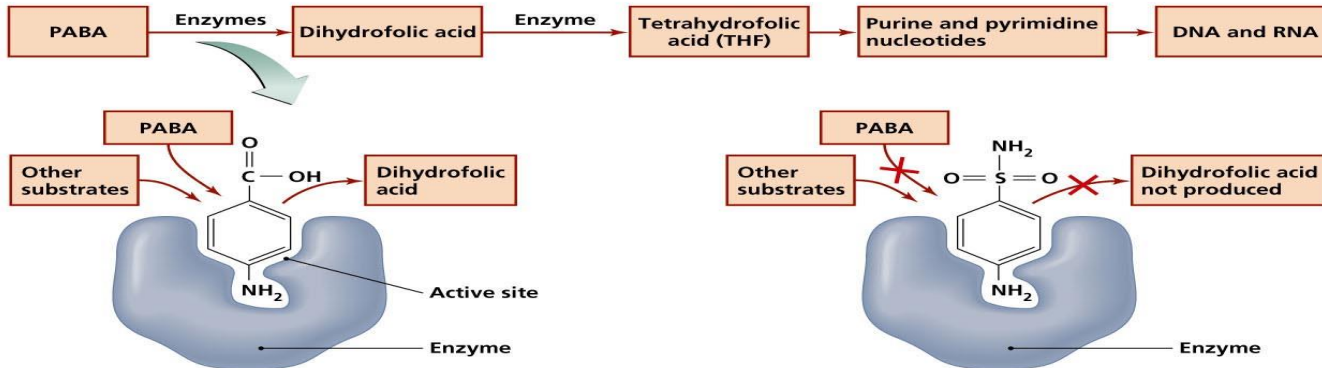 PABA
Enzymes
Dihydrofolic acid
Enzyme
Tetrahydrofolic
acid (THF)
Purine and pyrimidine
nucleotides
DNA and RNA
PABA
Other
substrates
O
C
OH
Dihydrofolic
acid
NH₂
Active site
Enzyme
PABA
Other
substrates
NH₂
O
S
O
Dihydrofolic acid
not produced
NH₂
Enzyme